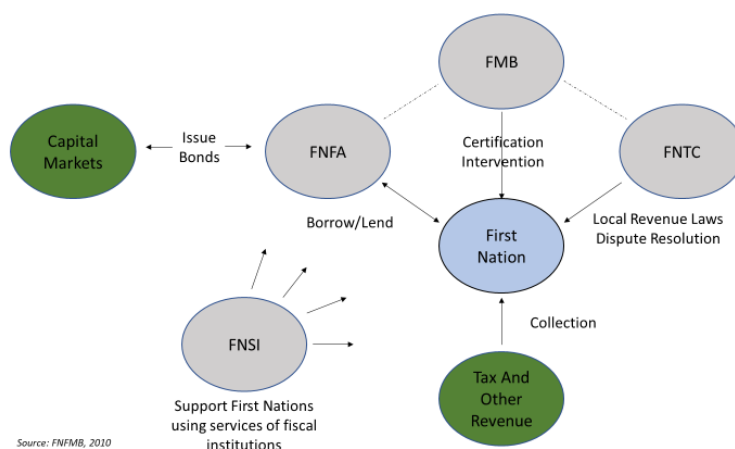 FMB
Capital
Markets
Issue
Bonds
FNFA
Certification
Intervention
FNTC
Borrow/Lend
First
Nation
Local Revenue Laws
Dispute Resolution
FNSI
Collection
Support First Nations
using services of fiscal
institutions
Tax And
Other
Revenue
Source: FNFMB, 2010